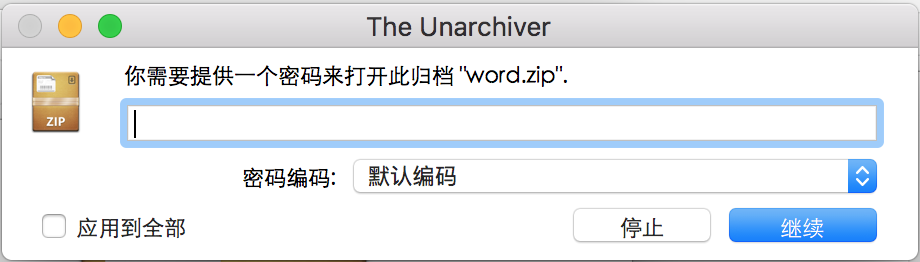 The Unarchiver
你需要提供一个密码来打开此归档 "word.zip".
ZIP
密码编码: 默认编码
应用到全部 停止 继续